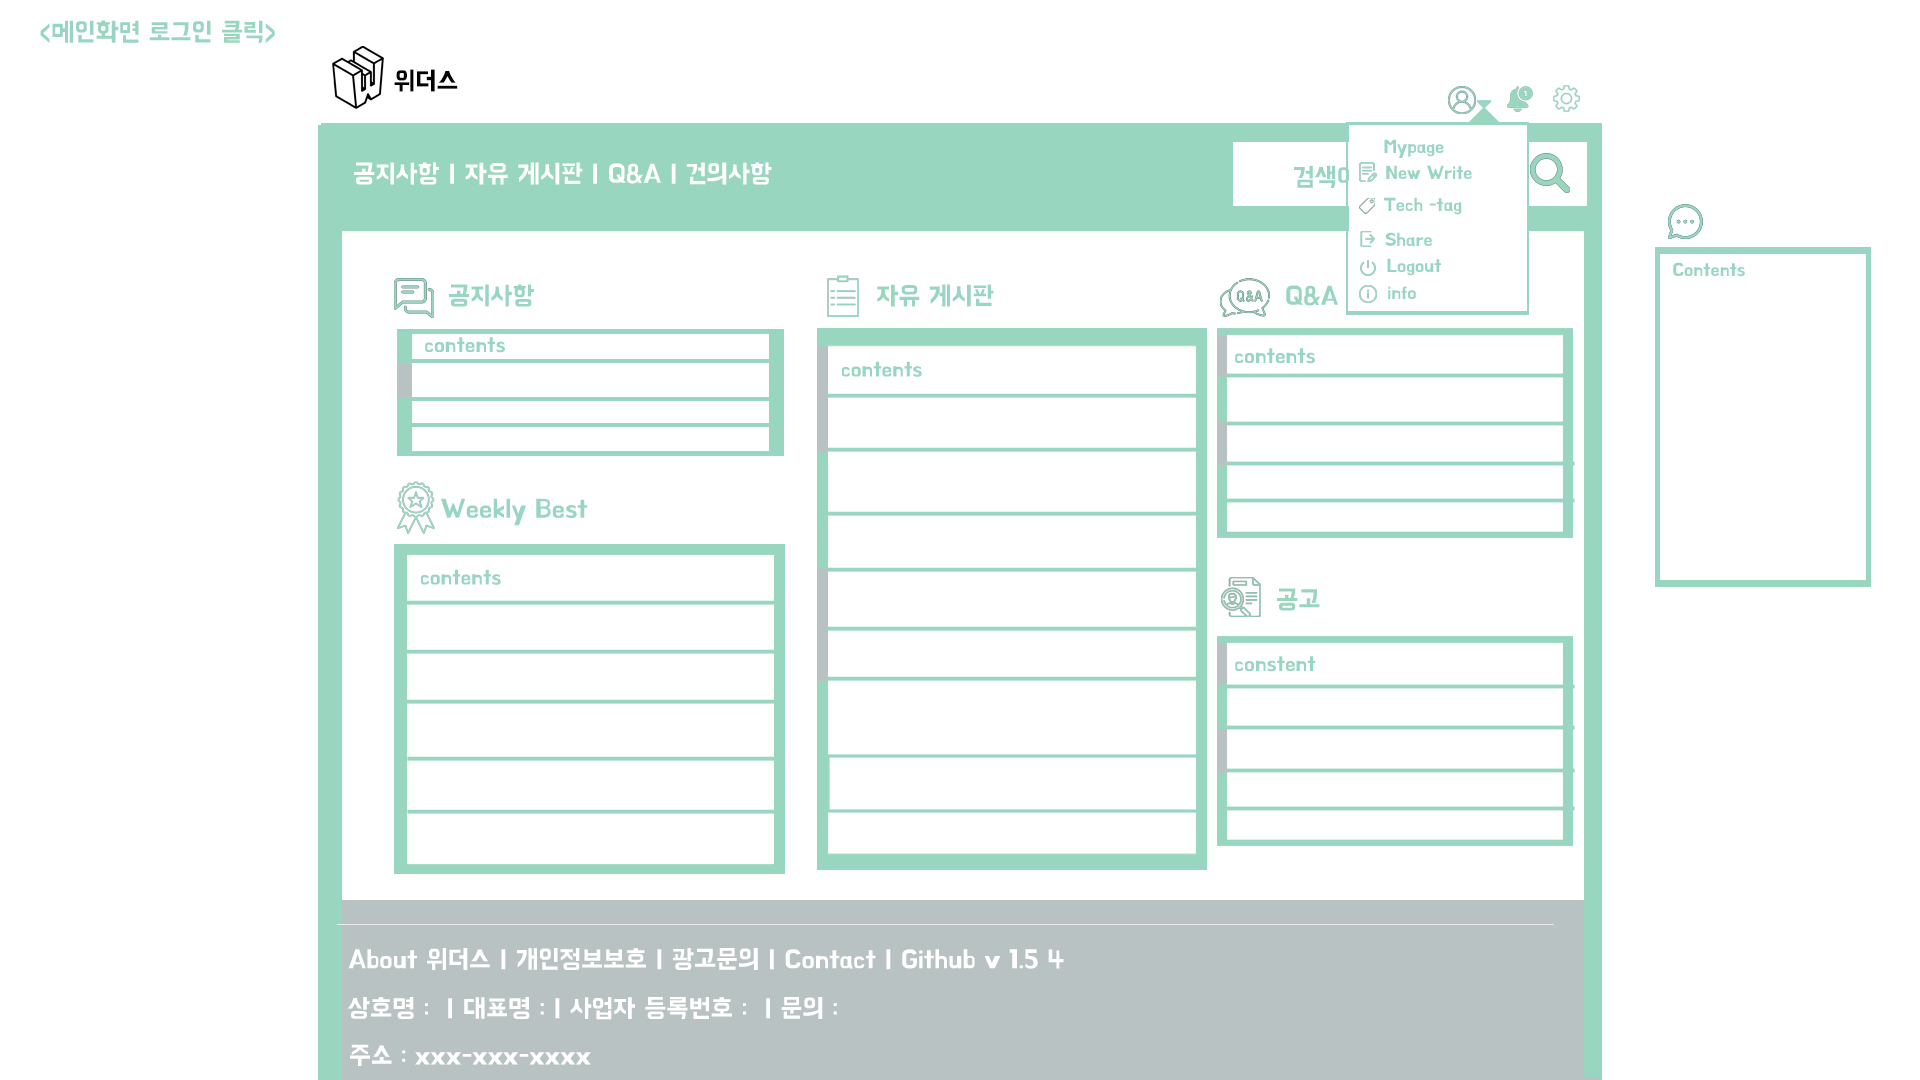 <메인화면 로그인 클릭>
위더스
1
공지사항 | 자유 게시판 | Q&A | 건의사항
검색
Mypage
New Write
Tech -tag
Share
Logout
info
공지사항
contents
Weekly Best
contents
자유 게시판
contents
Q&A
Q&A
contents
공고
constent
Contents
About 위더스 | 개인정보보호 | 광고문의 | Contact | Github v 1.5 4
상호명 : | 대표명 : | 사업자 등록번호 : | 문의 :
주소 : xxx-xxx-xxxx